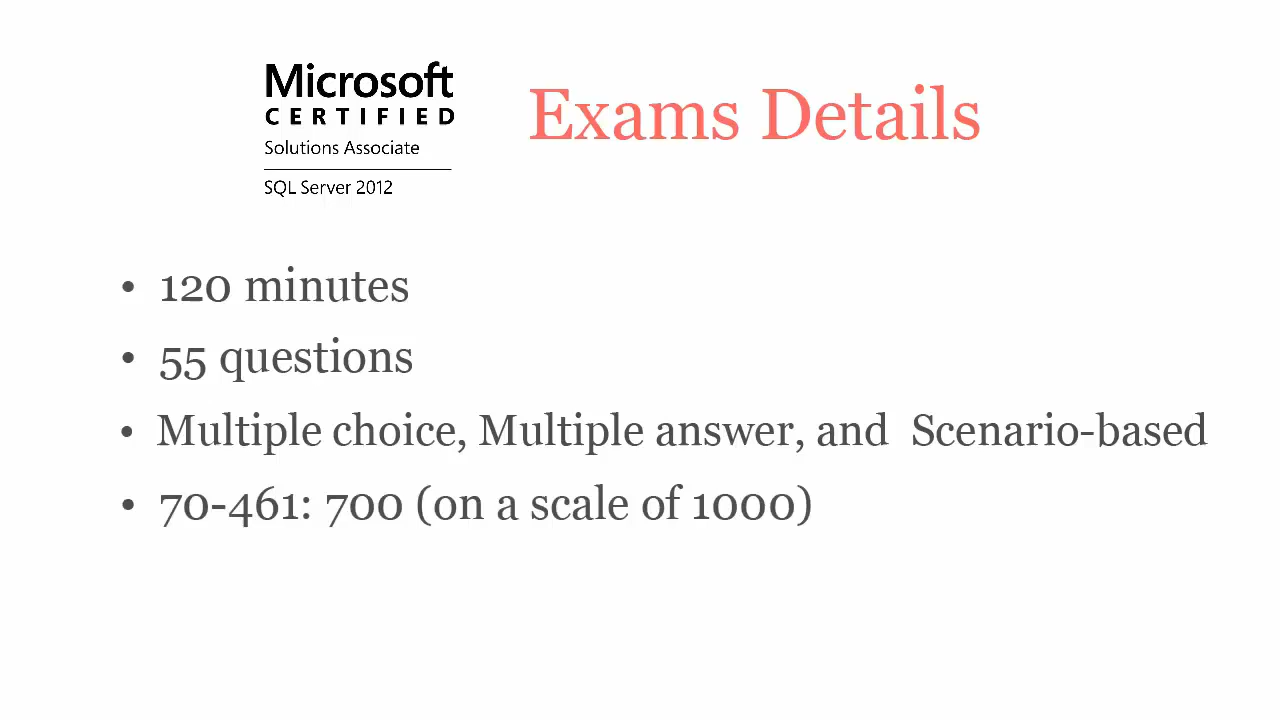 Microsoft
CERTIFIED
Solutions Associate
SQL Server 2012
Exams Details
• 120 minutes
• 55 questions
• Multiple choice, Multiple answer, and Scenario-based
• 70-461: 700 (on a scale of 1000)